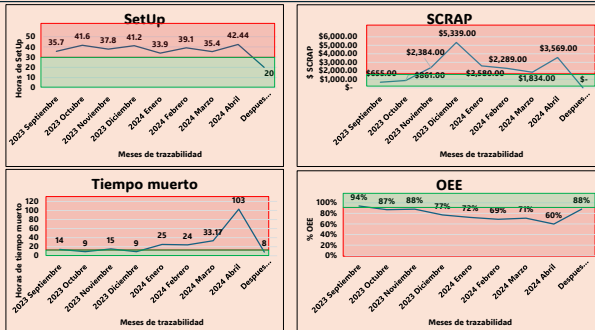 SetUp
Horas de SetUp
50
40
30
20
10
0
35.7
41.6
37.8
41.2
33.9
39.1
35.4
42.44
20
2023 Septiembre
2023 Octubre
2023 Noviembre
2023 Diciembre
2024 Enero
2024 Febrero
2024 Marzo
2024 Abril
Despues...
Meses de trazabilidad
SCRAP
$ SCRAP
$6,000.00
$5,000.00
$4,000.00
$3,000.00
$2,000.00
$1,000.00
$-
$655.00
$861.00
$2,384.00
$5,339.00
$2,580.00
$2,289.00
$1,834.00
$3,569.00
$-
2023 Septiembre
2023 Octubre
2023 Noviembre
2023 Diciembre
2024 Enero
2024 Febrero
2024 Marzo
2024 Abril
Despues...
Meses de trazabilidad
Tiempo muerto
Horas de tiempo muerto
120
100
80
60
40
20
0
14
9
15
9
25
24
33.17
103
8
2023 Septiembre
2023 Octubre
2023 Noviembre
2023 Diciembre
2024 Enero
2024 Febrero
2024 Marzo
2024 Abril
Despues...
Meses de trazabilidad
OEE
% OEE
100%
80%
60%
40%
20%
0%
94%
87%
88%
77%
72%
69%
71%
60%
88%
2023 Septiembre
2023 Octubre
2023 Noviembre
2023 Diciembre
2024 Enero
2024 Febrero
2024 Marzo
2024 Abril
Despues...
Meses de trazabilidad